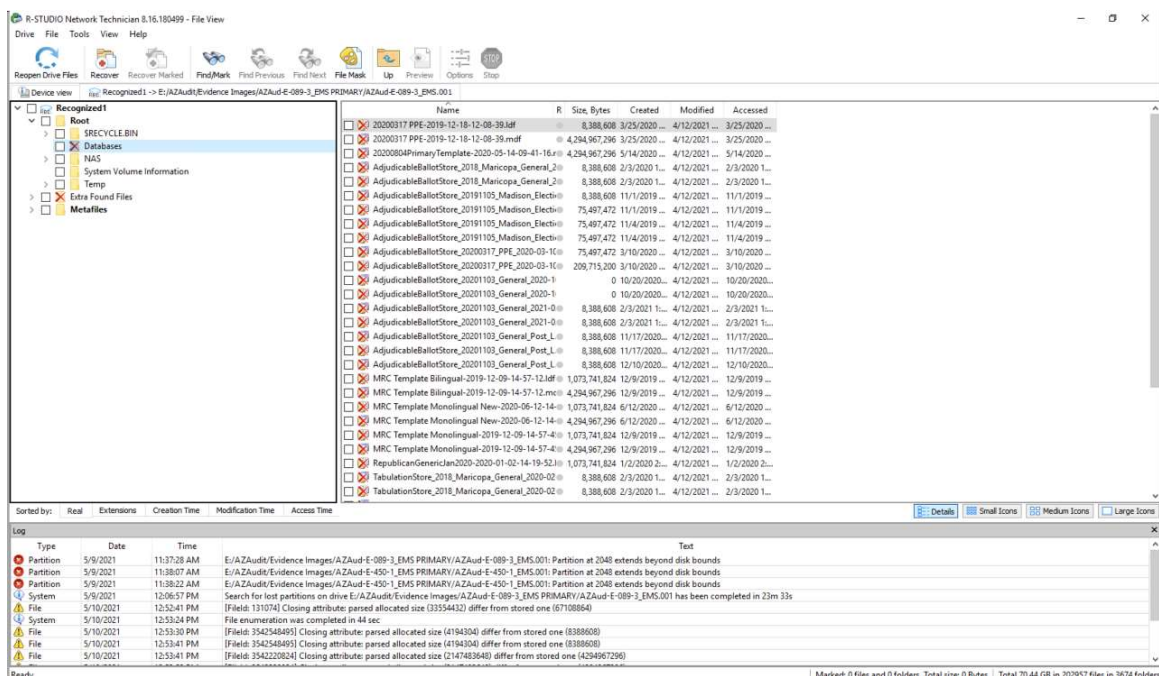 R-STUDIO Network Technician 8.16.180499 - File View
Drive File Tools View Help
Reopen Drive Files Recover Recover Marked Find/Mark Find Previous Find Next File Mask Up Preview Options Stop
Device view Recognized1 -> E:/AZAudit/Evidence Images/AZAud-E-089-3_EMS PRIMARY/AZAud-E-089-3_EMS.001
Recognized1
Root
$RECYCLE.BIN
Databases
NAS
System Volume Information
Temp
Extra Found Files
Metafiles
Name R Size, Bytes Created Modified Accessed
20200317 PPE-2019-12-18-12-08-39.ldf 8,388,608 3/25/2020 ... 4/12/2021 ... 3/25/2020 ...
20200317 PPE-2019-12-18-12-08-39.mdf 4,294,967,296 3/25/2020 ... 4/12/2021 ... 3/25/2020 ...
20200804PrimaryTemplate-2020-05-14-09-41-16. 4,294,967,296 5/14/2020 ... 4/12/2021 ... 5/14/2020 ...
AdjudicableBallotStore_2018_Maricopa_General_2 8,388,608 2/3/2020 1... 4/12/2021 ... 2/3/2020 1...
AdjudicableBallotStore_2018_Maricopa_General_2 8,388,608 2/3/2020 1... 4/12/2021 ... 2/3/2020 1...
AdjudicableBallotStore_20191105_Madison_Electi 8,388,608 11/1/2019 ... 4/12/2021 ... 11/1/2019 ...
AdjudicableBallotStore_20191105_Madison_Electi 75,497,472 11/1/2019 ... 4/12/2021 ... 11/1/2019 ...
AdjudicableBallotStore_20191105_Madison_Electi 75,497,472 11/4/2019 ... 4/12/2021 ... 11/4/2019 ...
AdjudicableBallotStore_20191105_Madison_Electi 75,497,472 11/4/2019 ... 4/12/2021 ... 11/4/2019 ...
AdjudicableBallotStore_20200317_PPE_2020-03-10 75,497,472 3/10/2020 ... 4/12/2021 ... 3/10/2020 ...
AdjudicableBallotStore_20200317_PPE_2020-03-10 209,715,200 3/10/2020 ... 4/12/2021 ... 3/10/2020 ...
AdjudicableBallotStore_20201103_General_2020-1 0 10/20/2020... 4/12/2021 ... 10/20/2020...
AdjudicableBallotStore_20201103_General_2020-1 0 10/20/2020... 4/12/2021 ... 10/20/2020...
AdjudicableBallotStore_20201103_General_2021-0 8,388,608 2/3/2021 1:... 4/12/2021 ... 2/3/2021 1:...
AdjudicableBallotStore_20201103_General_2021-0 8,388,608 2/3/2021 1:... 4/12/2021 ... 2/3/2021 1:...
AdjudicableBallotStore_20201103_General_Post_L 8,388,608 11/17/2020... 4/12/2021 ... 11/17/2020...
AdjudicableBallotStore_20201103_General_Post_L 8,388,608 11/17/2020... 4/12/2021 ... 11/17/2020...
AdjudicableBallotStore_20201103_General_Post_L 8,388,608 12/10/2020... 4/12/2021 ... 12/10/2020...
MRC Template Bilingual-2019-12-09-14-57-12.ldf 1,073,741,824 12/9/2019 ... 4/12/2021 ... 12/9/2019 ...
MRC Template Bilingual-2019-12-09-14-57-12.m 4,294,967,296 12/9/2019 ... 4/12/2021 ... 12/9/2019 ...
MRC Template Monolingual New-2020-06-12-14- 1,073,741,824 6/12/2020 ... 4/12/2021 ... 6/12/2020 ...
MRC Template Monolingual New-2020-06-12-14- 4,294,967,296 6/12/2020 ... 4/12/2021 ... 6/12/2020 ...
MRC Template Monolingual-2019-12-09-14-57-4 1,073,741,824 12/9/2019 ... 4/12/2021 ... 12/9/2019 ...
MRC Template Monolingual-2019-12-09-14-57-4 4,294,967,296 12/9/2019 ... 4/12/2021 ... 12/9/2019 ...
RepublicanGenericJan2020-2020-01-02-14-19-52.l 1,073,741,824 1/2/2020 2:... 4/12/2021 ... 1/2/2020 2:...
TabulationStore_2018_Maricopa_General_2020-02 8,388,608 2/3/2020 1... 4/12/2021 ... 2/3/2020 1...
TabulationStore_2018_Maricopa_General_2020-02 8,388,608 2/3/2020 1... 4/12/2021 ... 2/3/2020 1...
Sorted by: Real Extensions Creation Time Modification Time Access Time Details Small Icons Medium Icons Large Icons
Log
Type Date Time Text
Partition 5/9/2021 11:37:28 AM E:/AZAudit/Evidence Images/AZAud-E-089-3_EMS PRIMARY/AZAud-E-089-3_EMS.001: Partition at 2048 extends beyond disk bounds
Partition 5/9/2021 11:38:07 AM E:/AZAudit/Evidence Images/AZAud-E-450-1_EMS PRIMARY/AZAud-E-450-1_EMS.001: Partition at 2048 extends beyond disk bounds
Partition 5/9/2021 11:38:22 AM E:/AZAudit/Evidence Images/AZAud-E-450-1_EMS PRIMARY/AZAud-E-450-1_EMS.001: Partition at 2048 extends beyond disk bounds
System 5/9/2021 12:06:57 PM Search for lost partitions on drive E:/AZAudit/Evidence Images/AZAud-E-089-3_EMS PRIMARY/AZAud-E-089-3_EMS.001 has been completed in 23m 33s
File 5/10/2021 12:52:41 PM [FileId: 131074] Closing attribute: parsed allocated size (33554432) differ from stored one (67108864)
System 5/10/2021 12:53:24 PM File enumeration was completed in 44 sec
File 5/10/2021 12:53:30 PM [FileId: 3542548495] Closing attribute: parsed allocated size (4194304) differ from stored one (8388608)
File 5/10/2021 12:53:41 PM [FileId: 3542548495] Closing attribute: parsed allocated size (4194304) differ from stored one (8388608)
File 5/10/2021 12:53:41 PM [FileId: 3542220824] Closing attribute: parsed allocated size (2147483648) differ from stored one (4294967296)
Ready Marked: 0 files and 0 folders. Total size: 0 Bytes Total 70.44 GB in 202957 files in 3674 folders